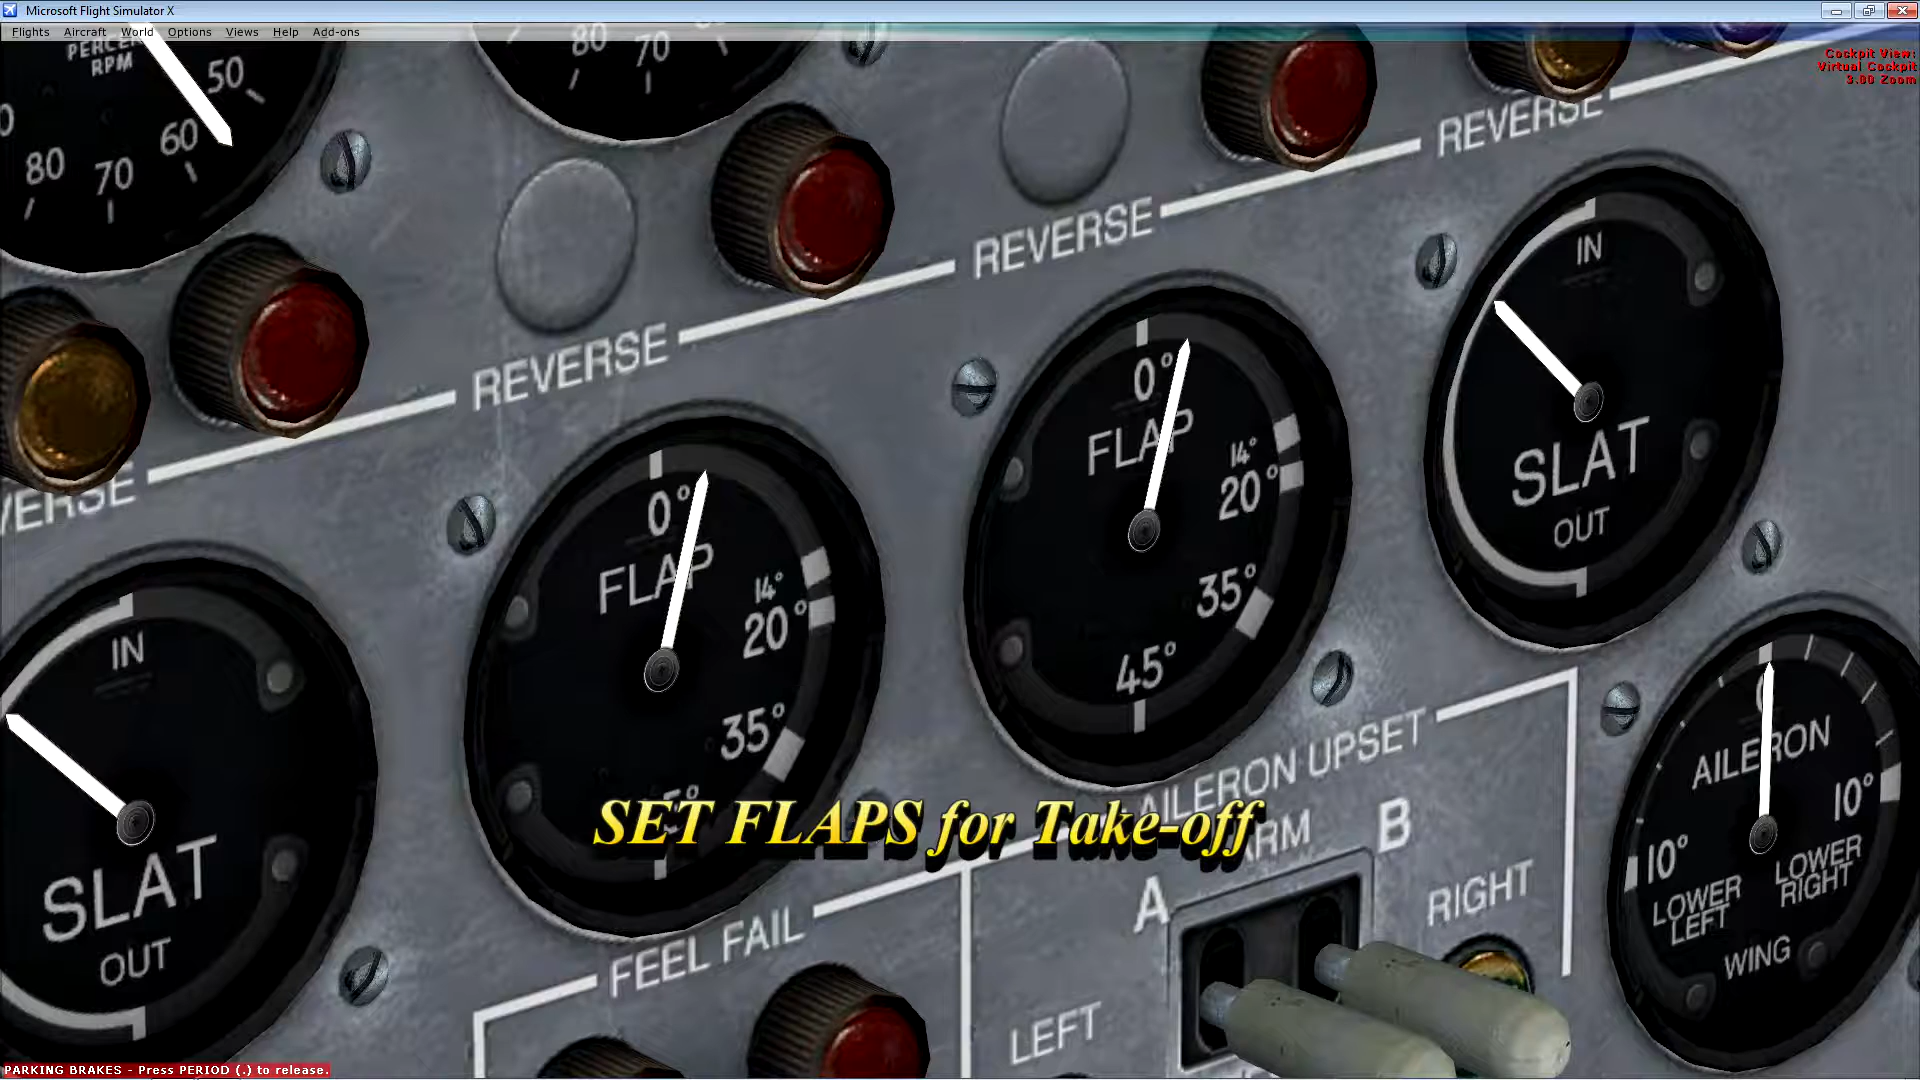 Microsoft Flight Simulator X
Flights Aircraft World Options Views Help Add-ons
Cockpit View:
Virtual Cockpit
3.00 Zoom
RPM
50
60
70
80
80
70
REVERSE
REVERSE
REVERSE
IN
SLAT
OUT
0°
FLAP
14°
20°
35°
45°
0°
FLAP
14°
20°
35°
IN
SLAT
OUT
AILERON
10°
10°
LOWER
LEFT
LOWER
RIGHT
WING
AILERON UPSET
ARM
A
B
LEFT
RIGHT
FEEL FAIL
SET FLAPS for Take-off
PARKING BRAKES - Press PERIOD (.) to release.